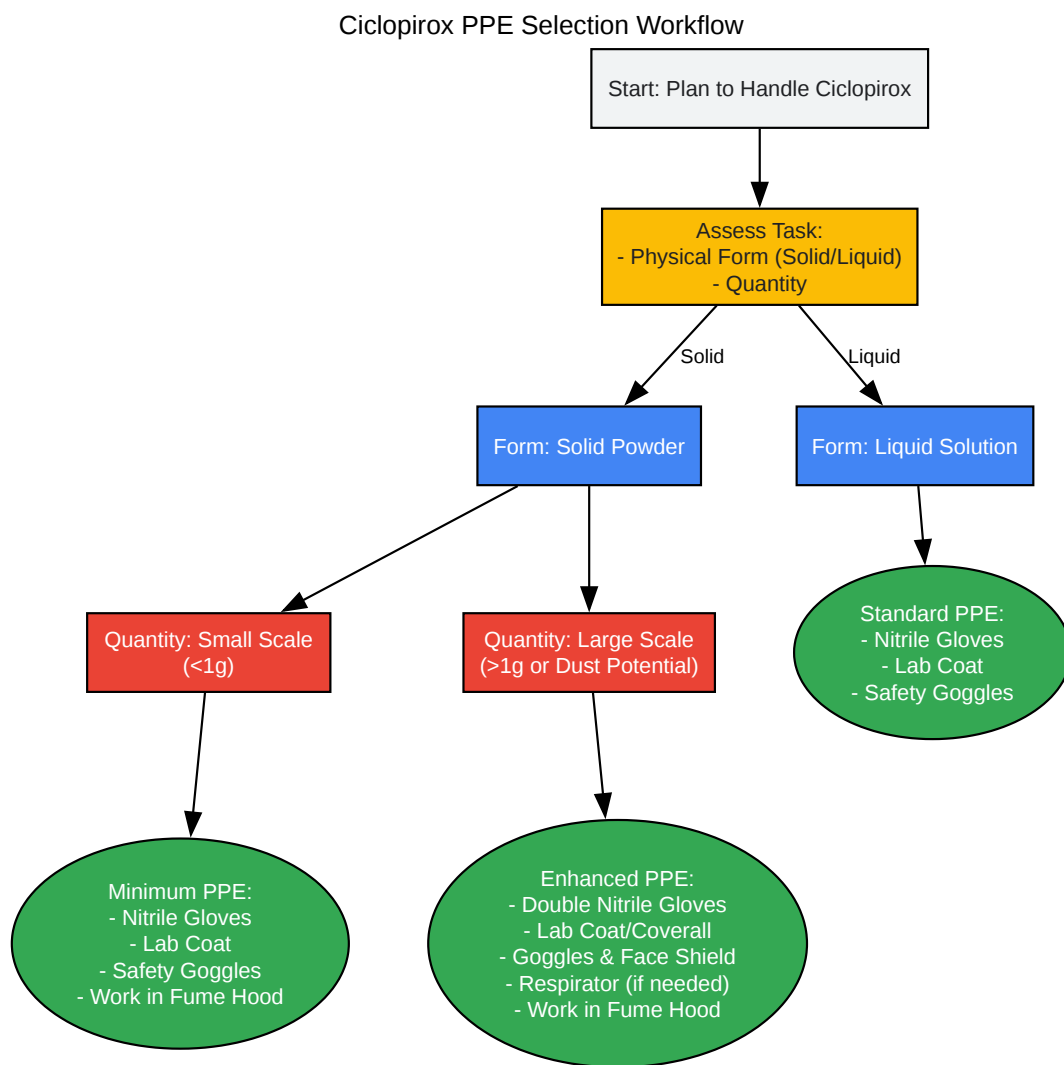 Ciclopirox PPE Selection Workflow
Start: Plan to Handle Ciclopirox
Assess Task:
- Physical Form (Solid/Liquid)
- Quantity
Solid
Liquid
Form: Solid Powder
Form: Liquid Solution
Quantity: Small Scale
(<1g)
Quantity: Large Scale
(>1g or Dust Potential)
Standard PPE:
- Nitrile Gloves
- Lab Coat
- Safety Goggles
Minimum PPE:
- Nitrile Gloves
- Lab Coat
- Safety Goggles
- Work in Fume Hood
Enhanced PPE:
- Double Nitrile Gloves
- Lab Coat/Coverall
- Goggles & Face Shield
- Respirator (if needed)
- Work in Fume Hood